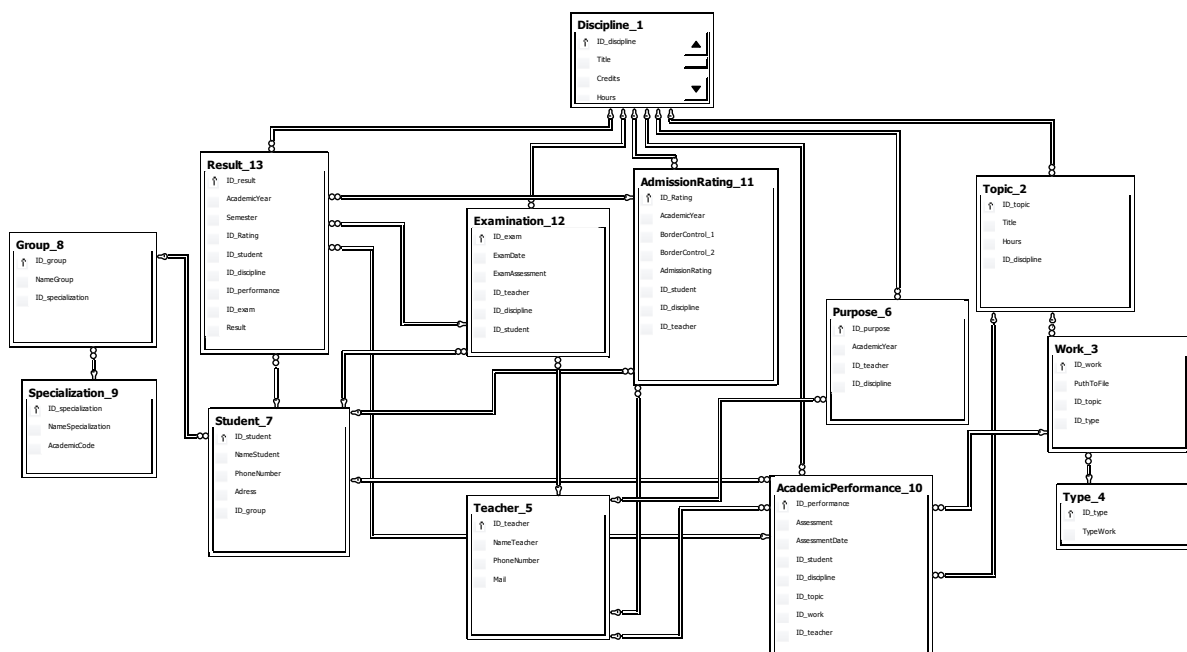 Discipline_1
ID_discipline
Title
Credits
Hours
Result_13
ID_result
AcademicYear
Semester
ID_Rating
ID_student
ID_discipline
ID_performance
ID_exam
Result
Examination_12
ID_exam
ExamDate
ExamAssessment
ID_teacher
ID_discipline
ID_student
AdmissionRating_11
ID_Rating
AcademicYear
BorderControl_1
BorderControl_2
AdmissionRating
ID_student
ID_discipline
ID_teacher
Topic_2
ID_topic
Title
Hours
ID_discipline
Group_8
ID_group
NameGroup
ID_specialization
Purpose_6
ID_purpose
AcademicYear
ID_teacher
ID_discipline
Work_3
ID_work
PuthToFile
ID_topic
ID_type
Specialization_9
ID_specialization
NameSpecialization
AcademicCode
Student_7
ID_student
NameStudent
PhoneNumber
Adress
ID_group
Teacher_5
ID_teacher
NameTeacher
PhoneNumber
Mail
AcademicPerformance_10
ID_performance
Assessment
AssessmentDate
ID_student
ID_discipline
ID_topic
ID_work
ID_teacher
Type_4
ID_type
TypeWork